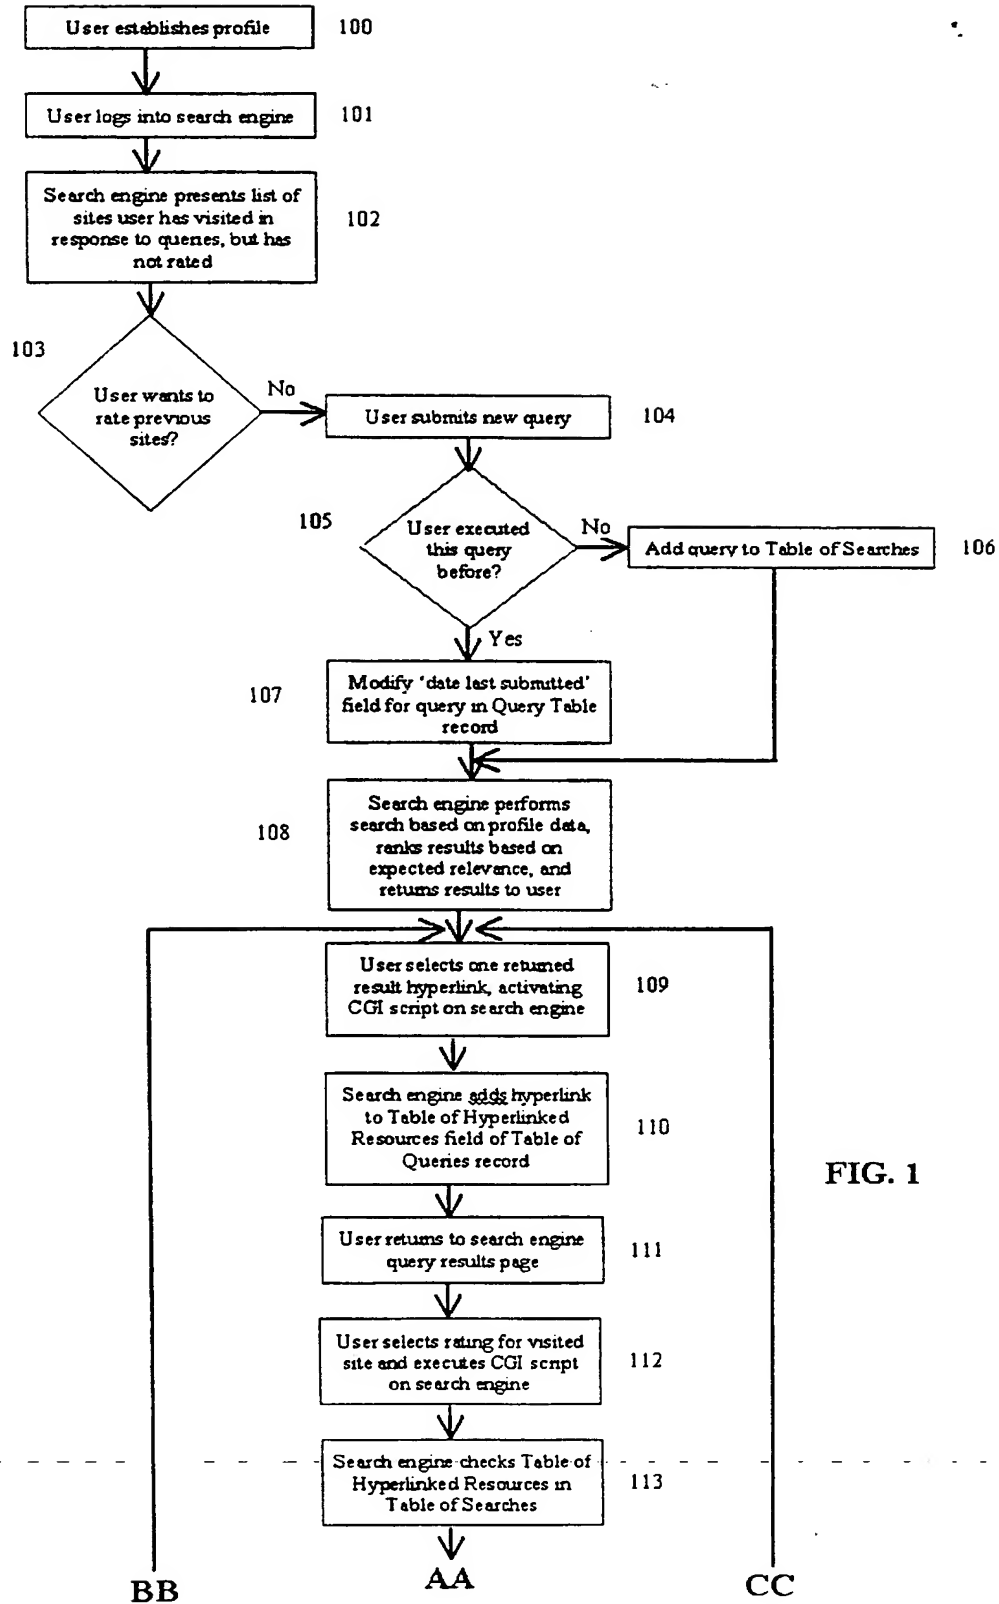 User establishes profile 100
User logs into search engine 101
Search engine presents list of
sites user has visited in
response to queries, but has
not rated
102
103
User wants to
rate previous
sites?
No
User submits new query 104
105
User executed
this query
before?
No
Add query to Table of Searches 106
Yes
107
Modify 'date last submitted'
field for query in Query Table
record
108
Search engine performs
search based on profile data,
ranks results based on
expected relevance, and
returns results to user
User selects one returned
result hyperlink, activating
CGI script on search engine
109
Search engine adds hyperlink
to Table of Hyperlinked
Resources field of Table of
Queries record
110
FIG. 1
User returns to search engine
query results page
111
User selects rating for visited
site and executes CGI script
on search engine
112
Search engine checks Table of
Hyperlinked Resources in
Table of Searches
113
BB
AA
CC